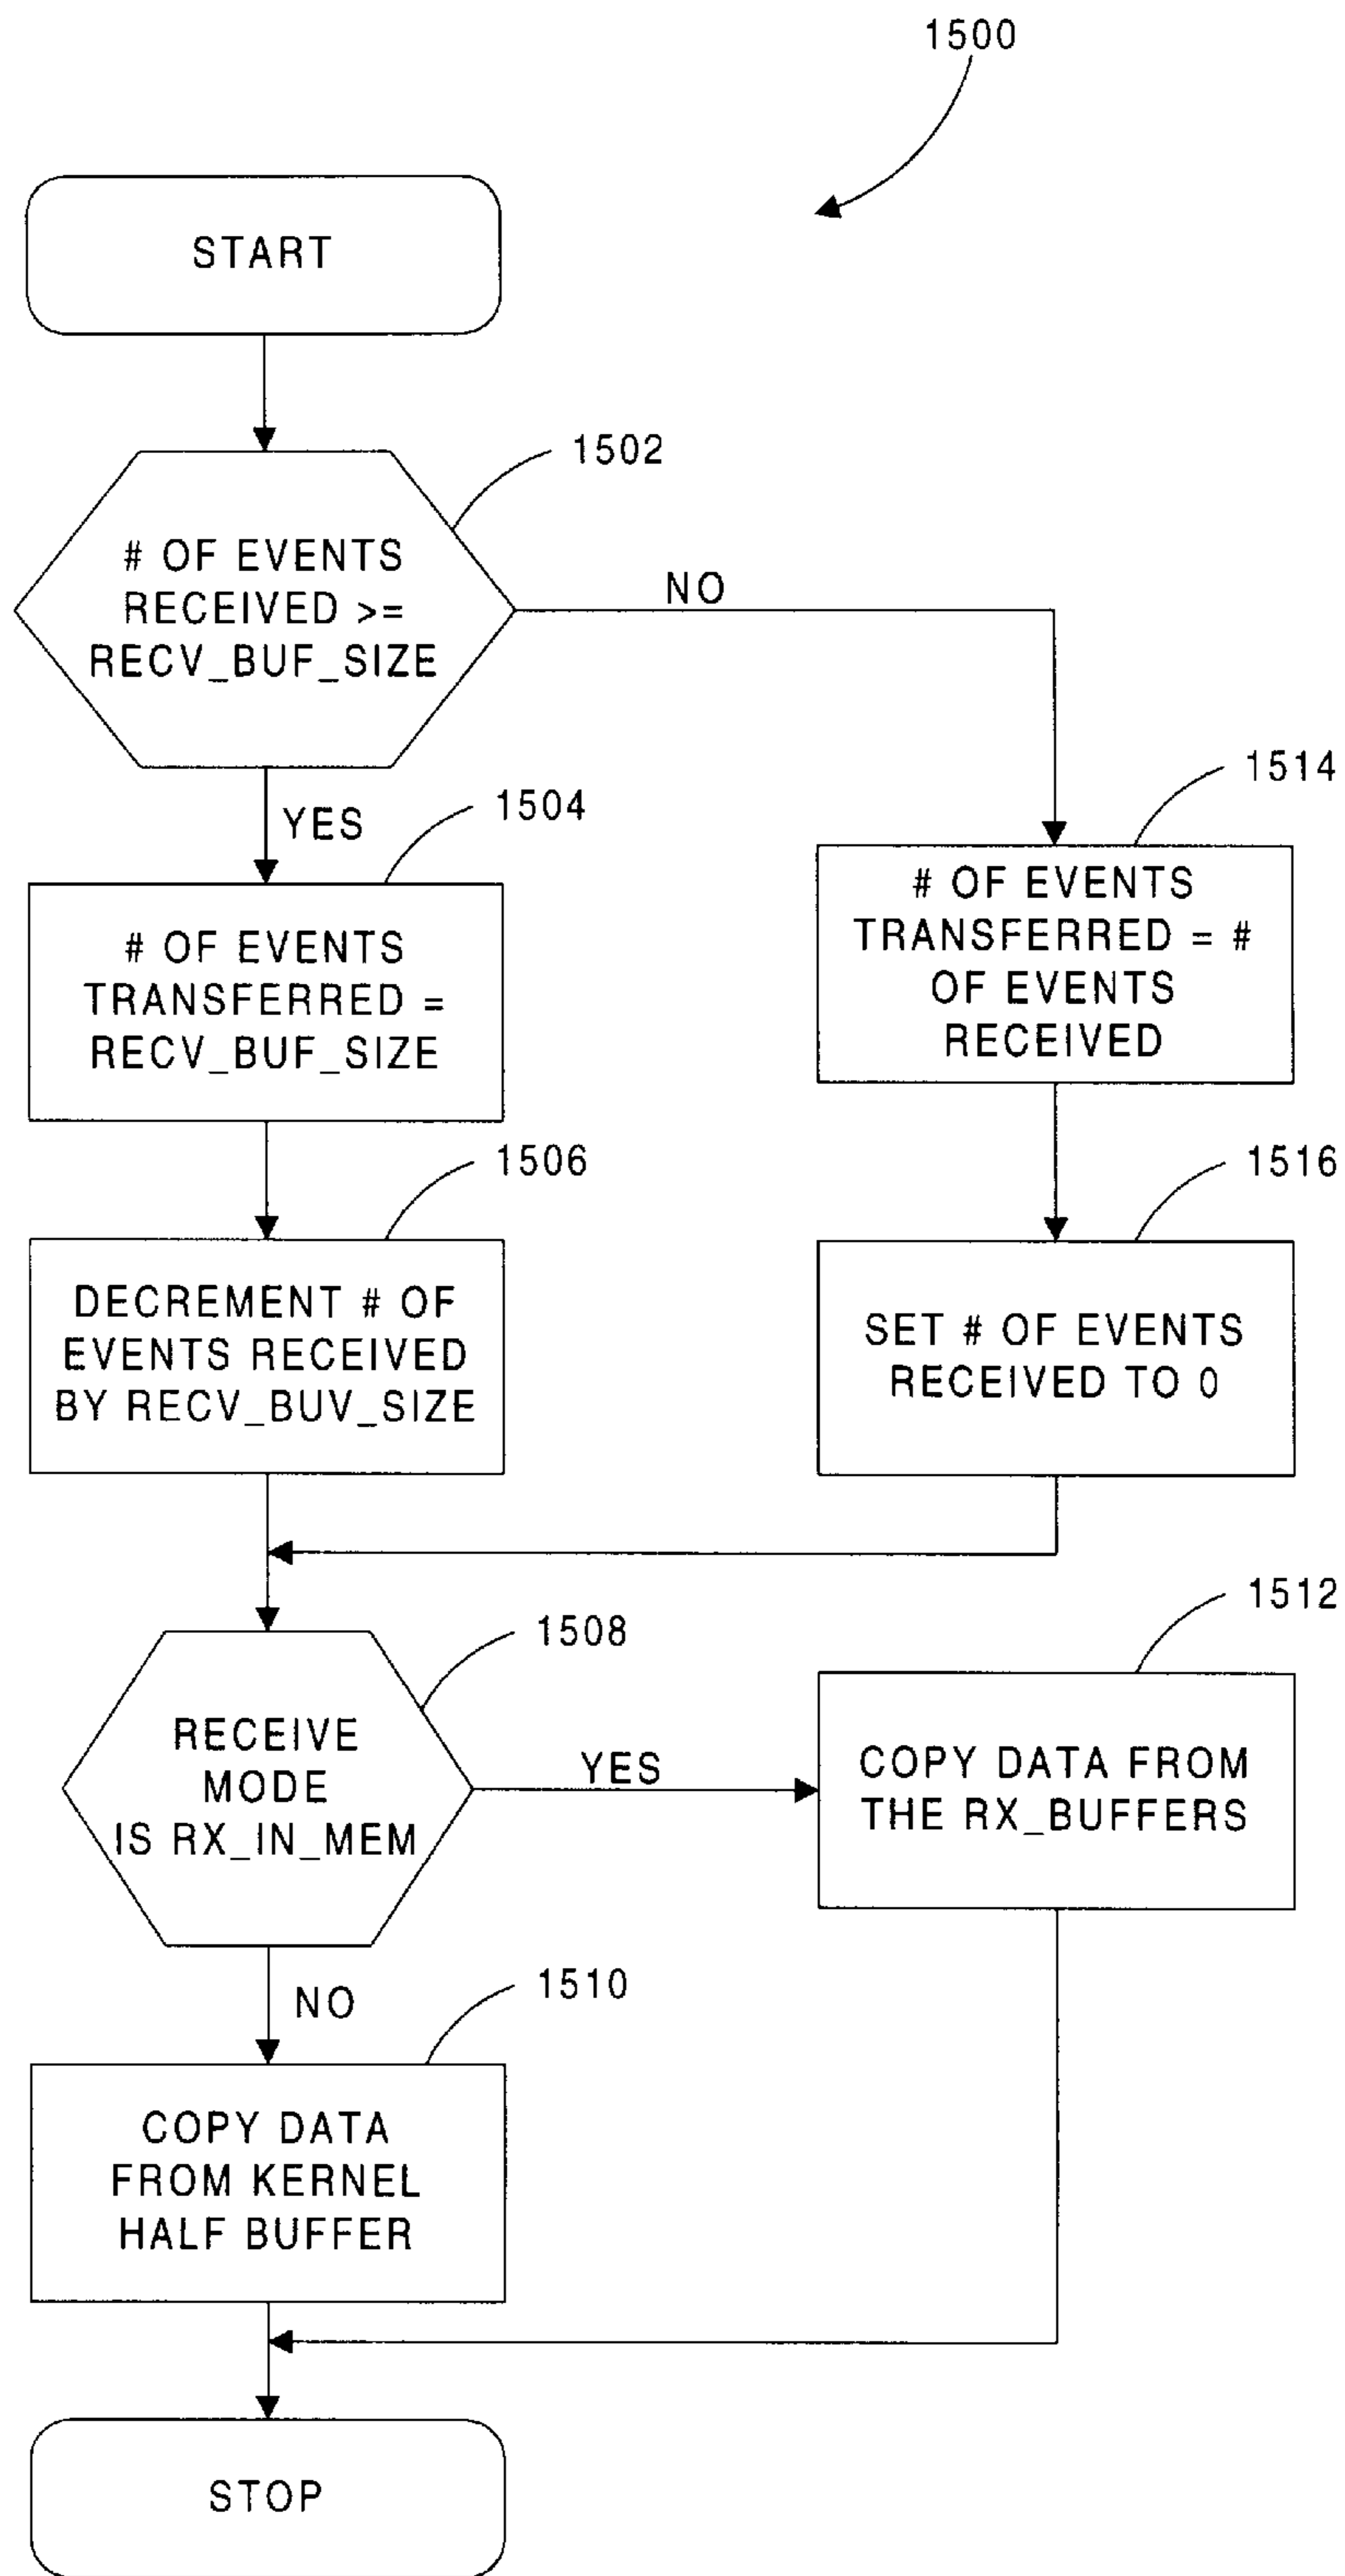 1500
START
1502
# OF EVENTS
RECEIVED >=
RECV_BUF_SIZE
NO
YES
1504
1514
# OF EVENTS
TRANSFERRED =
RECV_BUF_SIZE
# OF EVENTS
TRANSFERRED = #
OF EVENTS
RECEIVED
1506
1516
DECREMENT # OF
EVENTS RECEIVED
BY RECV_BUV_SIZE
SET # OF EVENTS
RECEIVED TO 0
1508
1512
RECEIVE
MODE
IS RX_IN_MEM
YES
COPY DATA FROM
THE RX_BUFFERS
NO
1510
COPY DATA
FROM KERNEL
HALF BUFFER
STOP